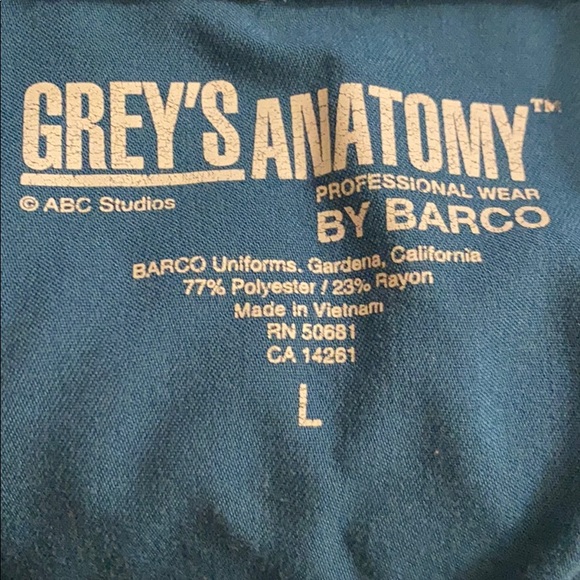 GREY'S ANATOMY™
© ABC Studios
PROFESSIONAL WEAR
BY BARCO
BARCO Uniforms. Gardena, California
77% Polyester / 23% Rayon
Made in Vietnam
RN 50681
CA 14261
L